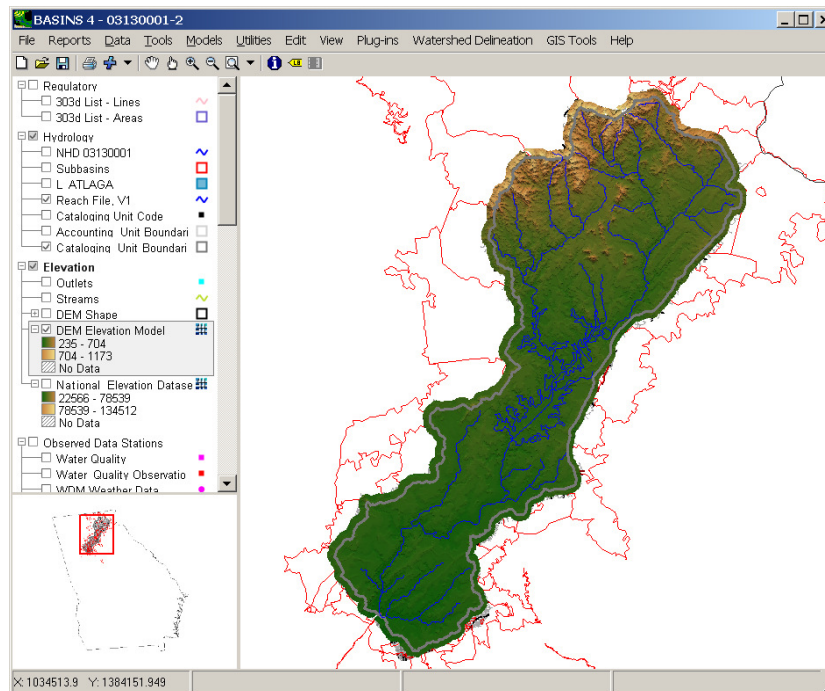 BASINS 4 - 03130001-2
File Reports Data Tools Models Utilities Edit View Plug-ins Watershed Delineation GIS Tools Help
Regulatory
303d List - Lines
303d List - Areas
Hydrology
NHD 03130001
Subbasins
L_ATLAGA
Reach File, V1
Cataloging Unit Code
Accounting Unit Boundari
Cataloging Unit Boundari
Elevation
Outlets
Streams
DEM Shape
DEM Elevation Model
235 - 704
704 - 1173
No Data
National Elevation Datase
22566 - 78539
78539 - 134512
No Data
Observed Data Stations
Water Quality
Water Quality Observatio
WDM Weather Data
X: 1034513.9 Y: 1384151.949